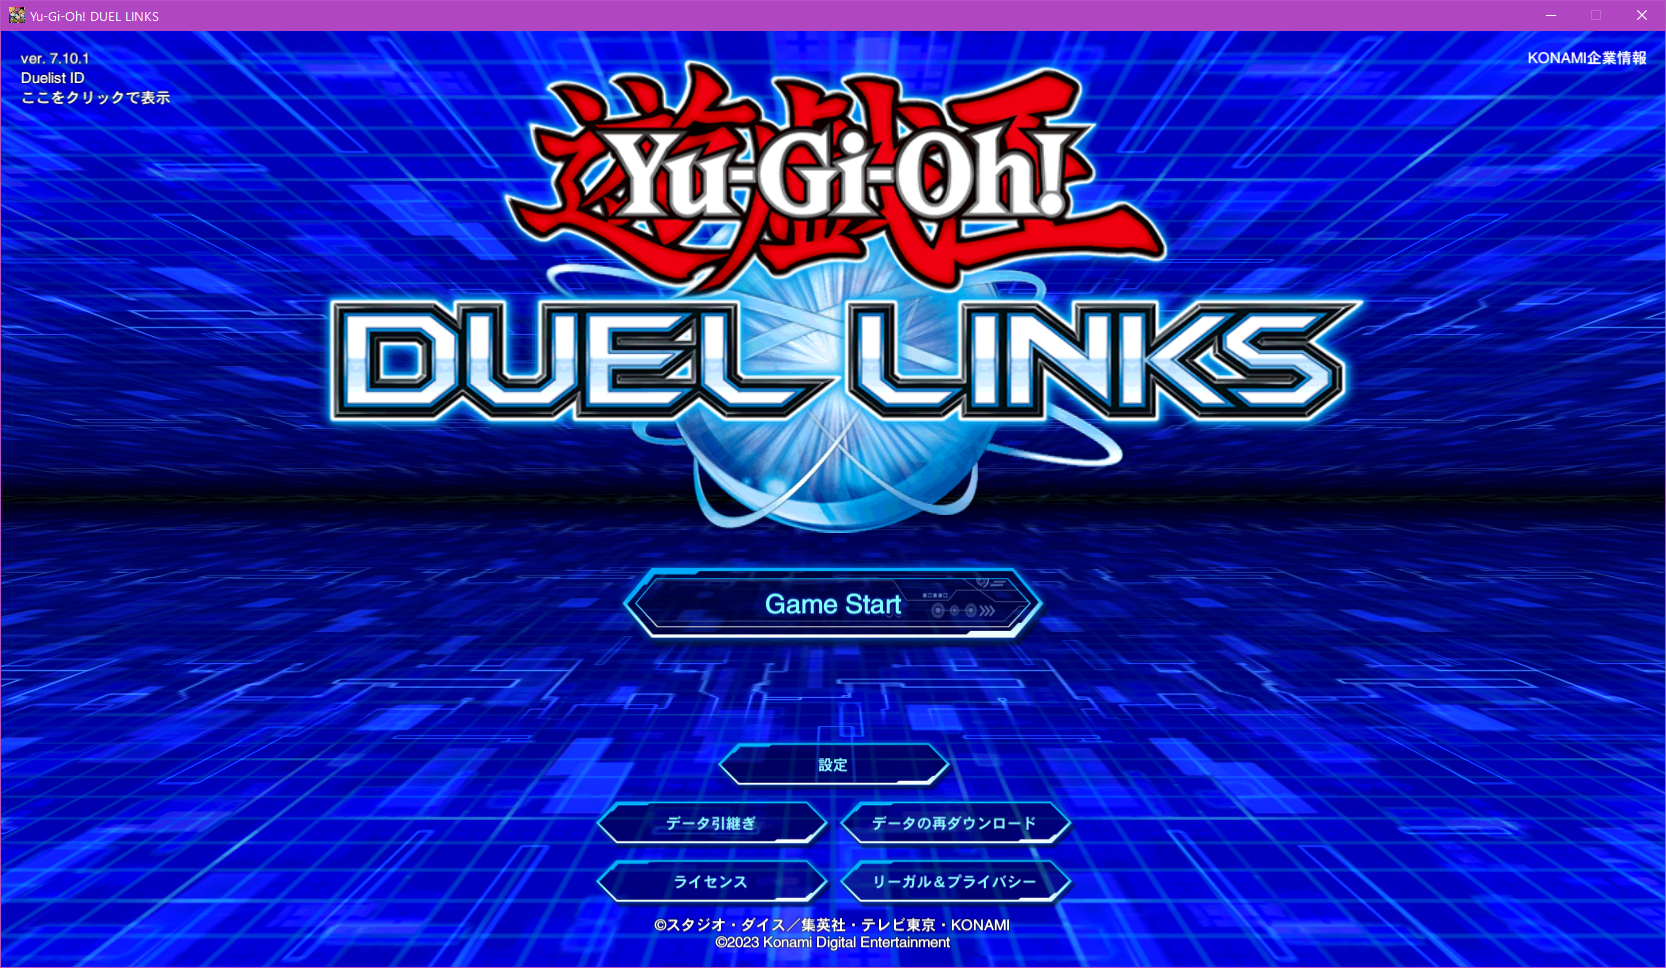 Yu-Gi-Oh! DUEL LINKS
ver. 7.10.1
Duelist ID
ここをクリックで表示
KONAMI企業情報
遊戯王
Yu-Gi-Oh!
DUEL LINKS
Game Start
設定
データ引継ぎ
データの再ダウンロード
ライセンス
リーガル＆プライバシー
©スタジオ・ダイス／集英社・テレビ東京・KONAMI
©2023 Konami Digital Entertainment